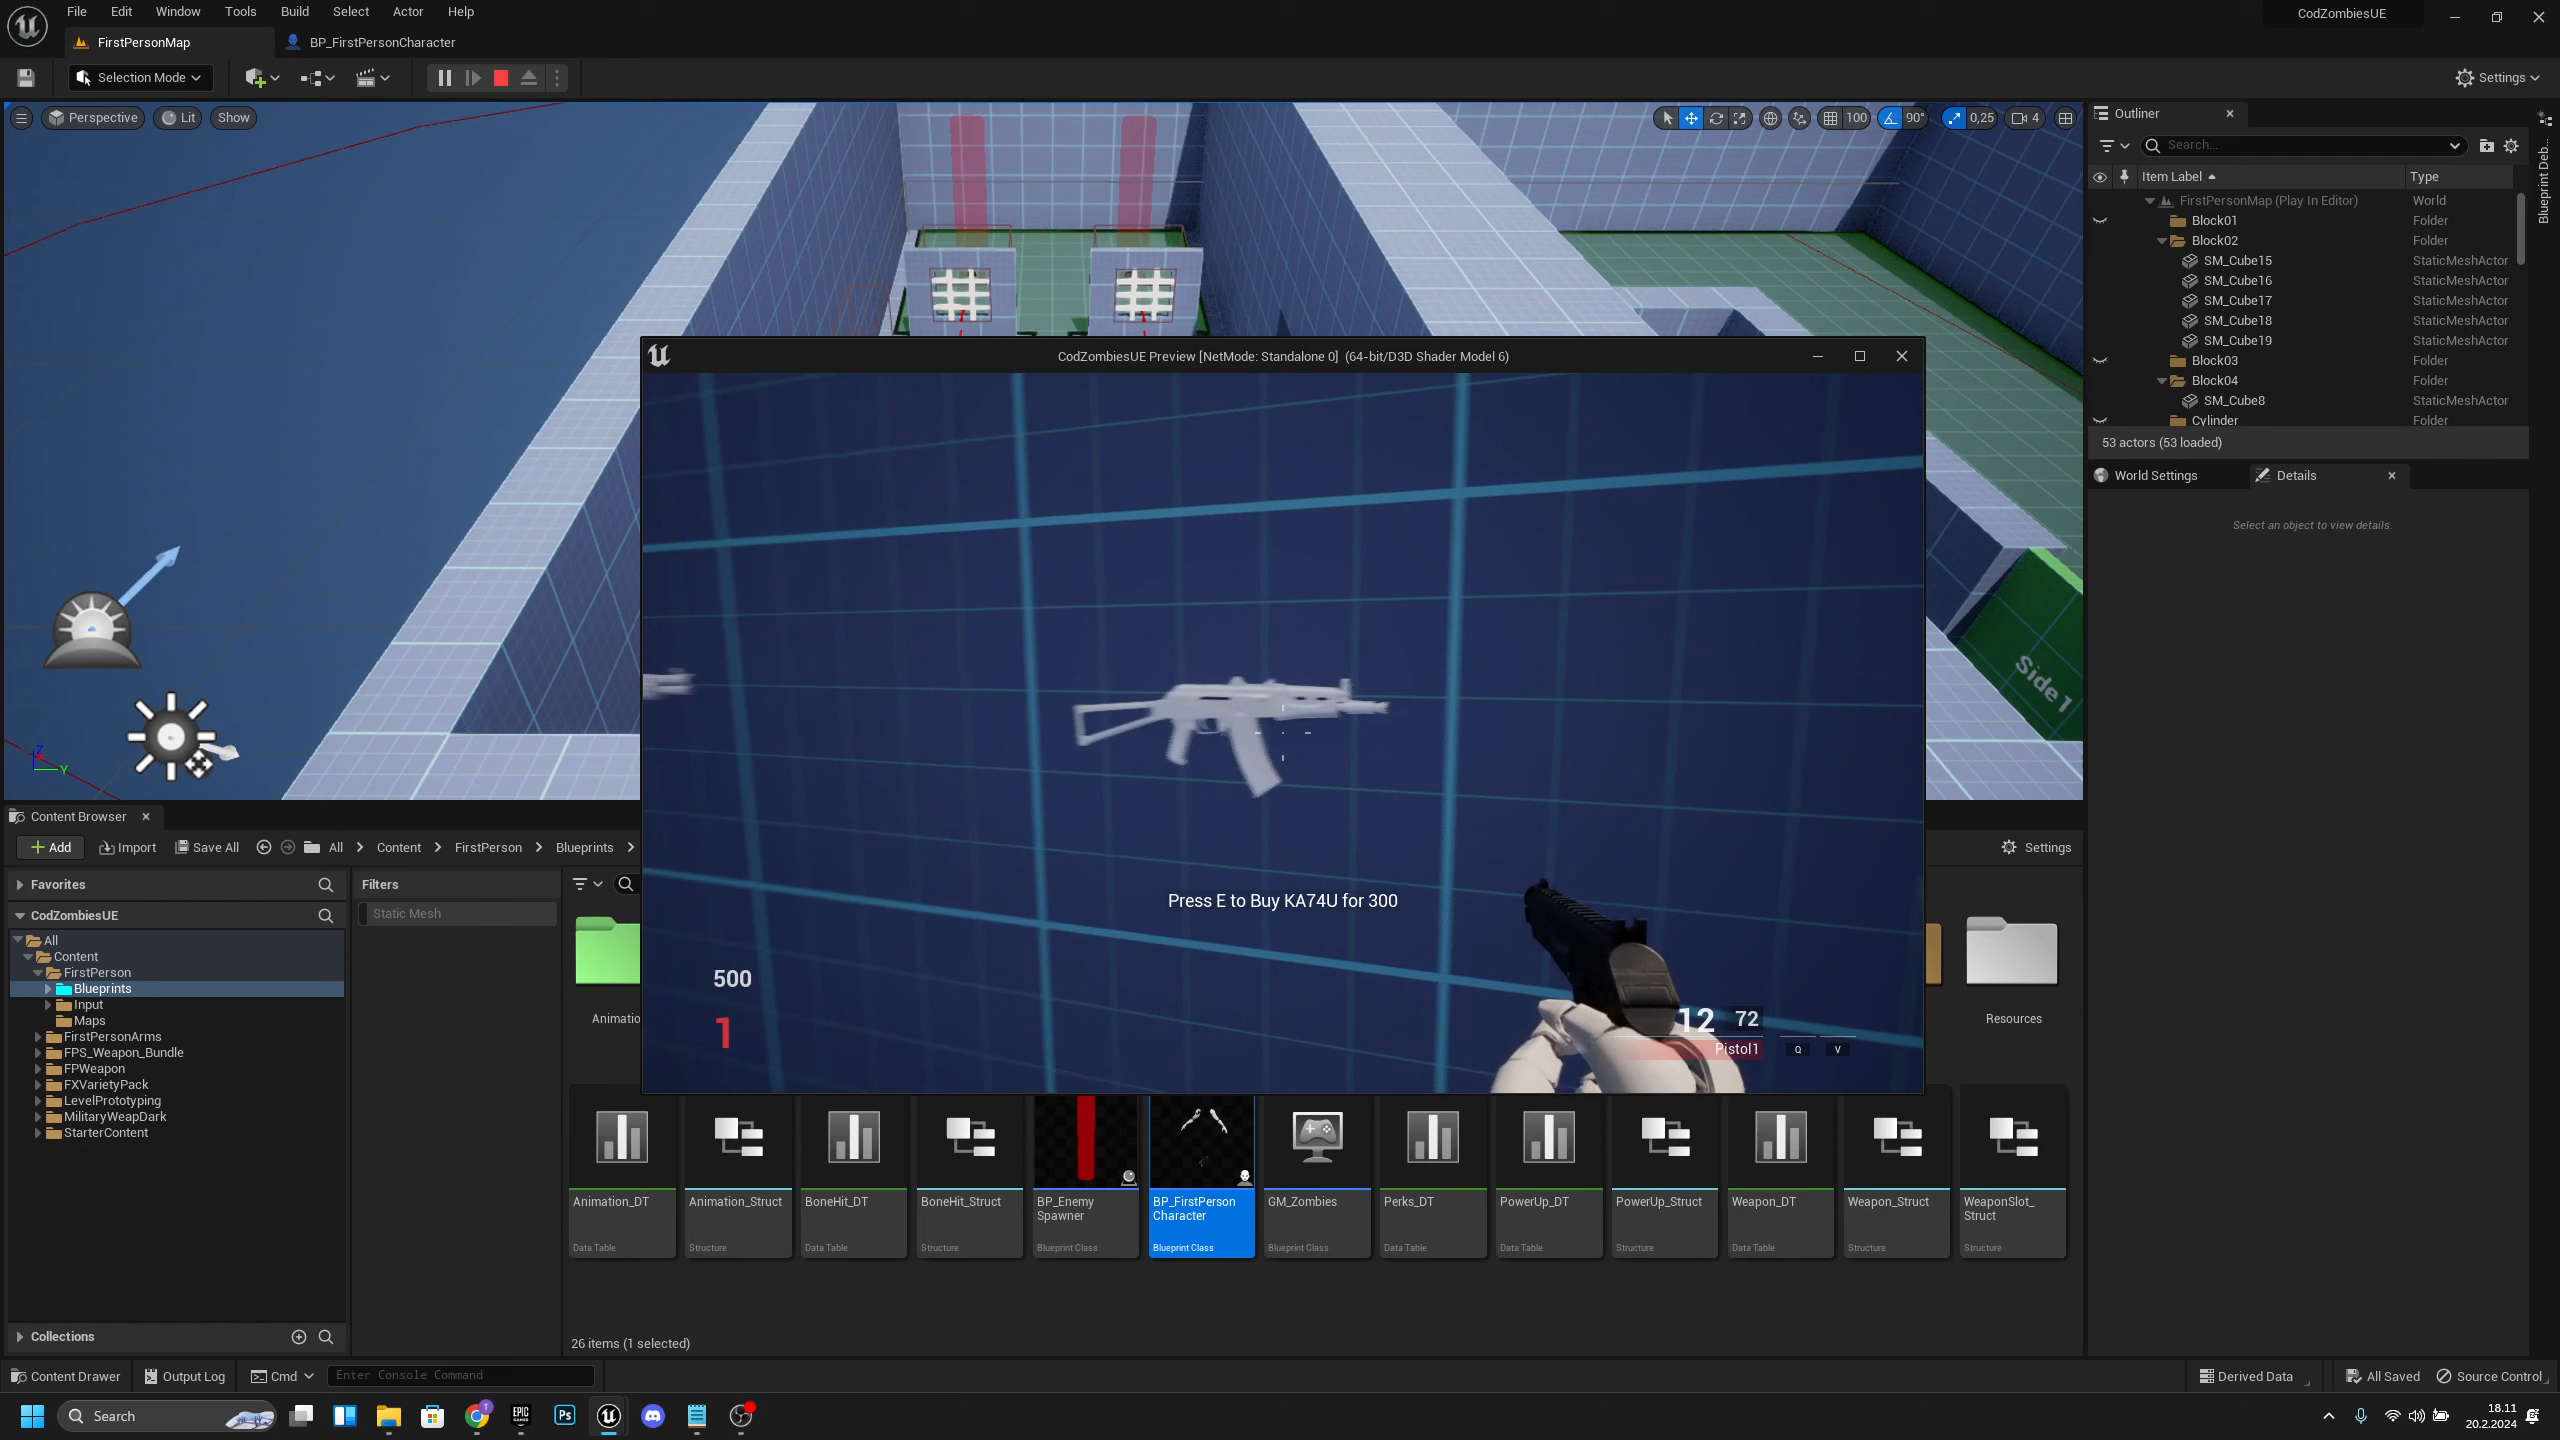 File Edit Window Tools Build Select Actor Help
CodZombiesUE
FirstPersonMap
BP_FirstPersonCharacter
Selection Mode
Settings
Perspective
Lit
Show
100
90°
0,25
4
Outliner
Search...
Item Label
Type
FirstPersonMap (Play In Editor) World
Block01 Folder
Block02 Folder
SM_Cube15 StaticMeshActor
SM_Cube16 StaticMeshActor
SM_Cube17 StaticMeshActor
SM_Cube18 StaticMeshActor
SM_Cube19 StaticMeshActor
Block03 Folder
Block04 Folder
SM_Cube8 StaticMeshActor
Cylinder Folder
53 actors (53 loaded)
World Settings
Details
Select an object to view details.
Blueprint Deb...
CodZombiesUE Preview [NetMode: Standalone 0] (64-bit/D3D Shader Model 6)
Side 1
Z
Y
Press E to Buy KA74U for 300
500
1
12 72
Pistol1
Q
V
Content Browser
Add
Import
Save All
All
Content
FirstPerson
Blueprints
Settings
Favorites
CodZombiesUE
All
Content
FirstPerson
Blueprints
Input
Maps
FirstPersonArms
FPS_Weapon_Bundle
FPWeapon
FXVarietyPack
LevelPrototyping
MilitaryWeapDark
StarterContent
Collections
Filters
Static Mesh
Animatio
Resources
Animation_DT
Data Table
Animation_Struct
Structure
BoneHit_DT
Data Table
BoneHit_Struct
Structure
BP_Enemy
Spawner
Blueprint Class
BP_FirstPerson
Character
Blueprint Class
GM_Zombies
Blueprint Class
Perks_DT
Data Table
PowerUp_DT
Data Table
PowerUp_Struct
Structure
Weapon_DT
Data Table
Weapon_Struct
Structure
WeaponSlot_
Struct
Structure
26 items (1 selected)
Content Drawer
Output Log
Cmd
Enter Console Command
Derived Data
All Saved
Source Control
Search
T
EPIC
GAMES
Ps
18.11
20.2.2024